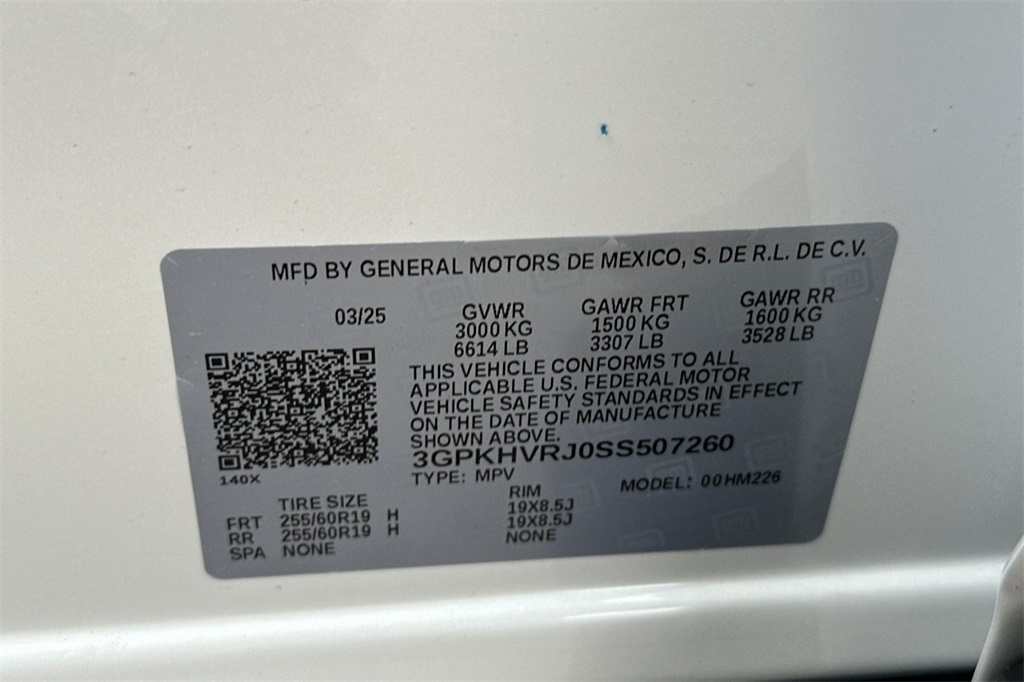 MFD BY GENERAL MOTORS DE MEXICO, S. DE R.L. DE C.V.
03/25 GVWR GAWR FRT GAWR RR
3000 KG 1500 KG 1600 KG
6614 LB 3307 LB 3528 LB
THIS VEHICLE CONFORMS TO ALL
APPLICABLE U.S. FEDERAL MOTOR
VEHICLE SAFETY STANDARDS IN EFFECT
ON THE DATE OF MANUFACTURE
SHOWN ABOVE.
3GPKHVRJ0SS507260
140X
TYPE: MPV MODEL: 00HM226
TIRE SIZE RIM
FRT 255/60R19 H 19X8.5J
RR 255/60R19 H 19X8.5J
SPA NONE NONE